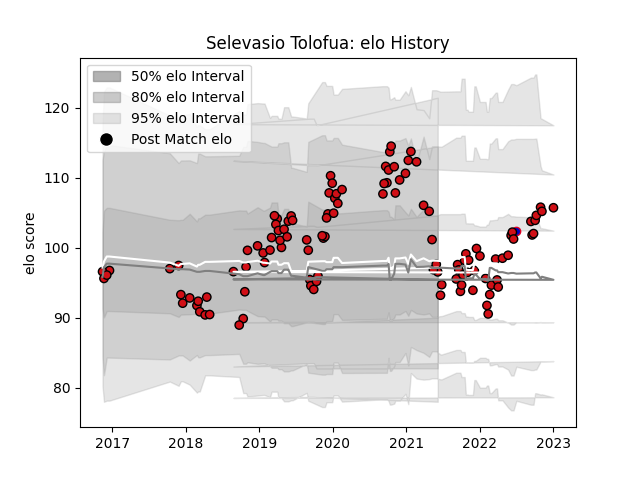 Selevasio Tolofua: elo History
50% elo Interval
80% elo Interval
95% elo Interval
Post Match elo
elo score
120
110
100
90
80
2017 2018 2019 2020 2021 2022 2023